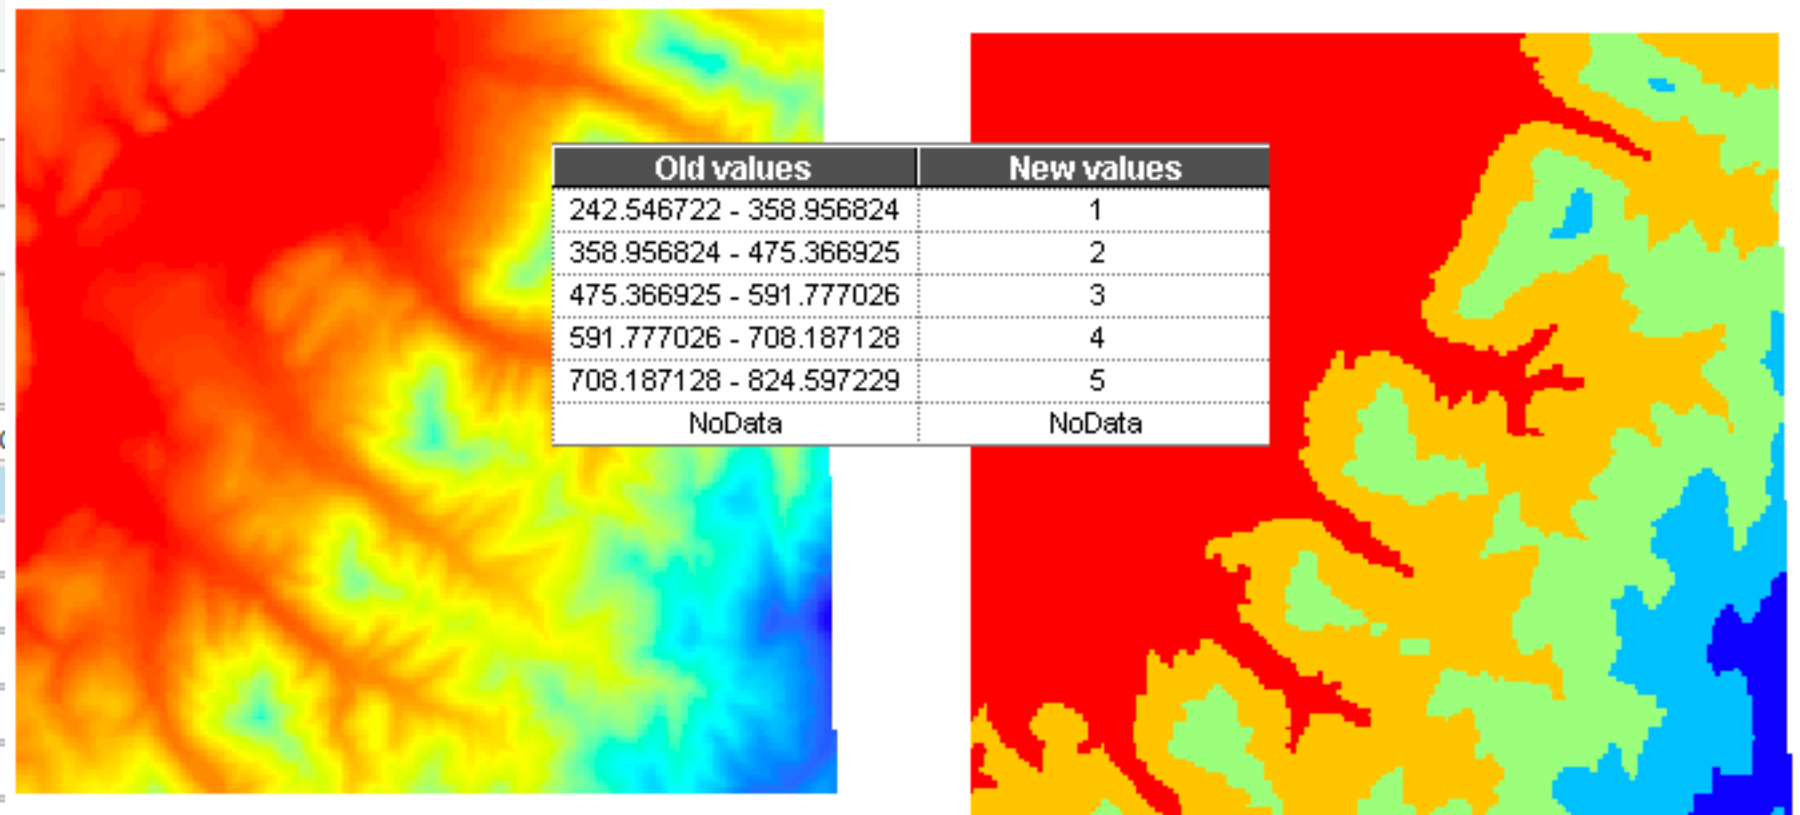 Old values New values
242.546722 - 358.956824 1
358.956824 - 475.366925 2
475.366925 - 591.777026 3
591.777026 - 708.187128 4
708.187128 - 824.597229 5
NoData NoData